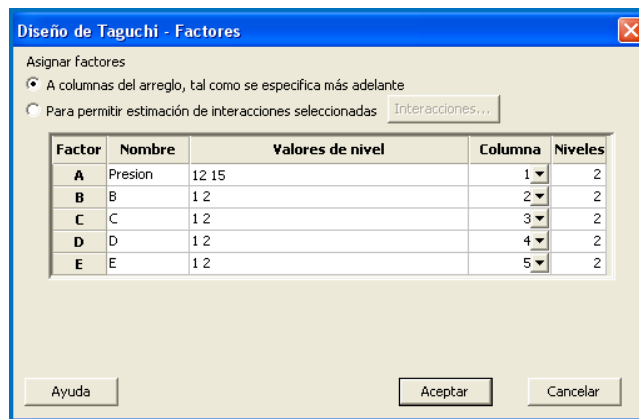 Diseño de Taguchi - Factores
Asignar factores
A columnas del arreglo, tal como se especifica más adelante
Para permitir estimación de interacciones seleccionadas Interacciones...
Factor Nombre Valores de nivel Columna Niveles
A Presion 12 15 1 2
B B 1 2 2 2
C C 1 2 3 2
D D 1 2 4 2
E E 1 2 5 2
Ayuda Aceptar Cancelar